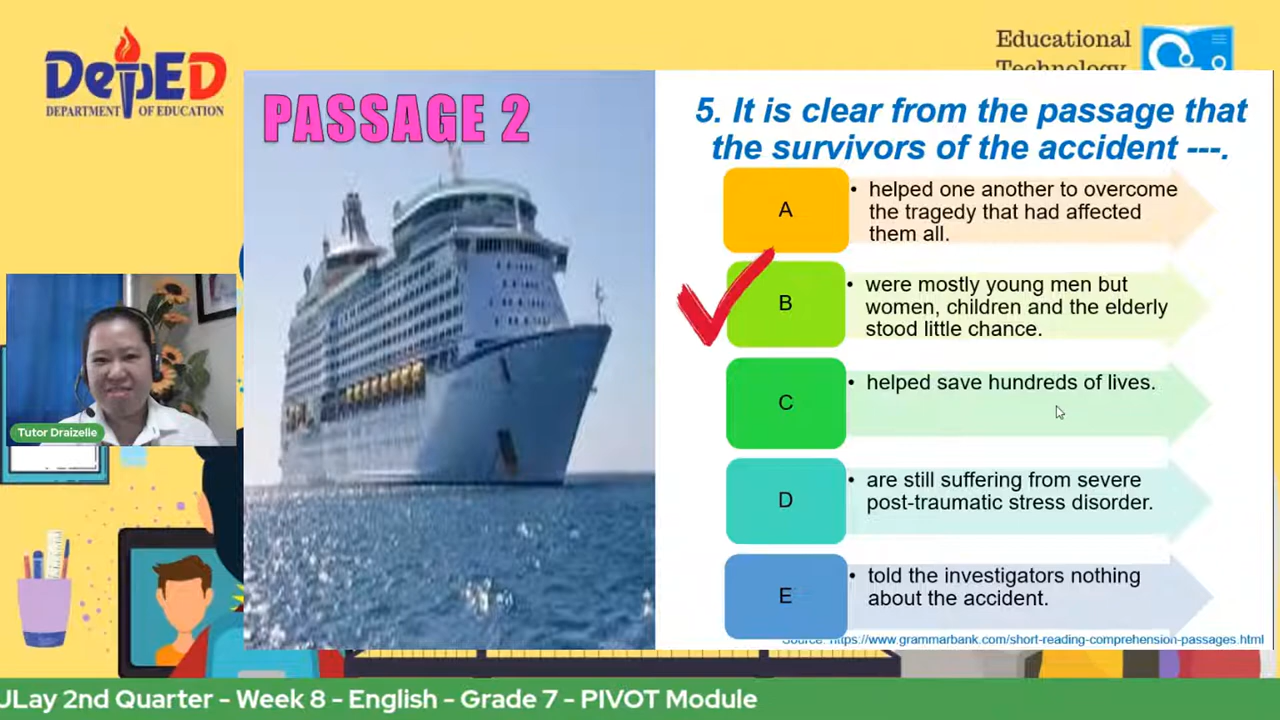 DepED
DEPARTMENT OF EDUCATION
Educational
Technology
PASSAGE 2
5. It is clear from the passage that
the survivors of the accident ---.
A
• helped one another to overcome
the tragedy that had affected
them all.
B
• were mostly young men but
women, children and the elderly
stood little chance.
C
• helped save hundreds of lives.
D
• are still suffering from severe
post-traumatic stress disorder.
E
• told the investigators nothing
about the accident.
Source: https://www.grammarbank.com/short-reading-comprehension-passages.html
Tutor Draizelle
ULay 2nd Quarter - Week 8 - English - Grade 7 - PIVOT Module